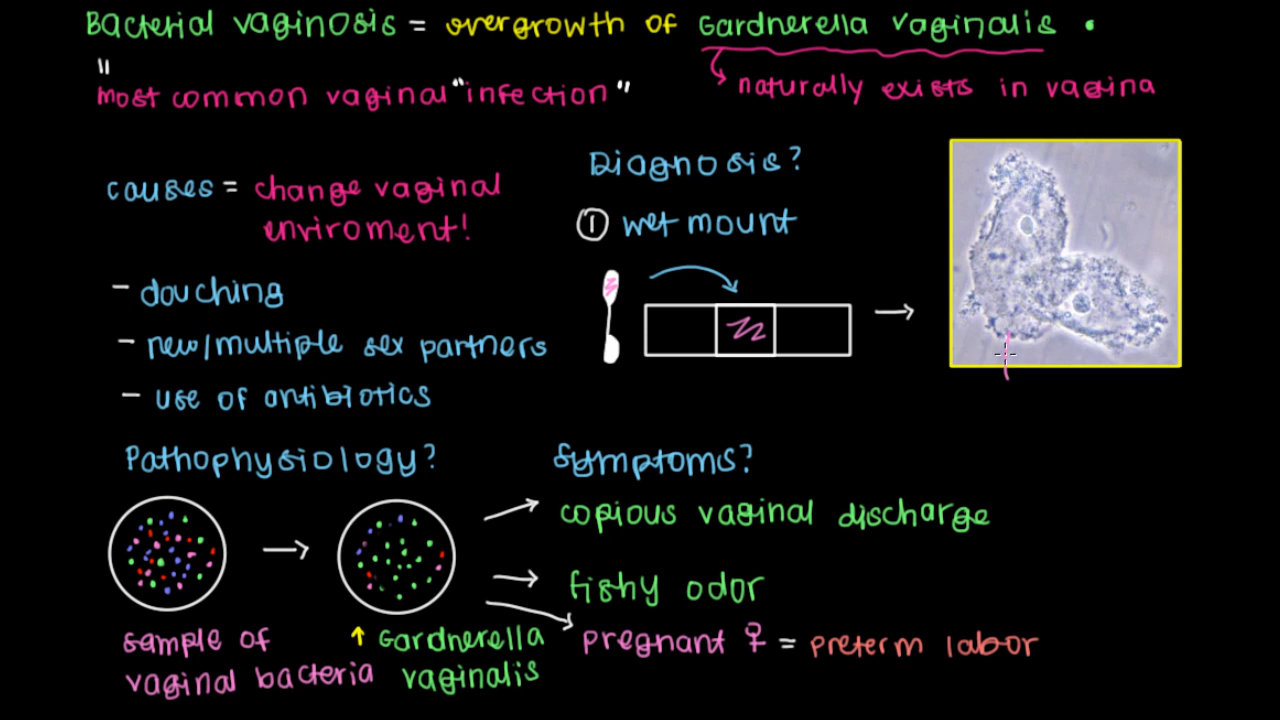 Bacterial vaginosis = overgrowth of Gardnerella vaginalis •
"
most common vaginal "infection"
naturally exists in vagina
causes = change vaginal
enviroment!
- douching
- new/multiple sex partners
- use of antibiotics
Diagnosis?
① wet mount
Pathophysiology?
sample of
vaginal bacteria
↑ Gardnerella
vaginalis
Symptoms?
copious vaginal discharge
fishy odor
pregnant ♀ = preterm labor